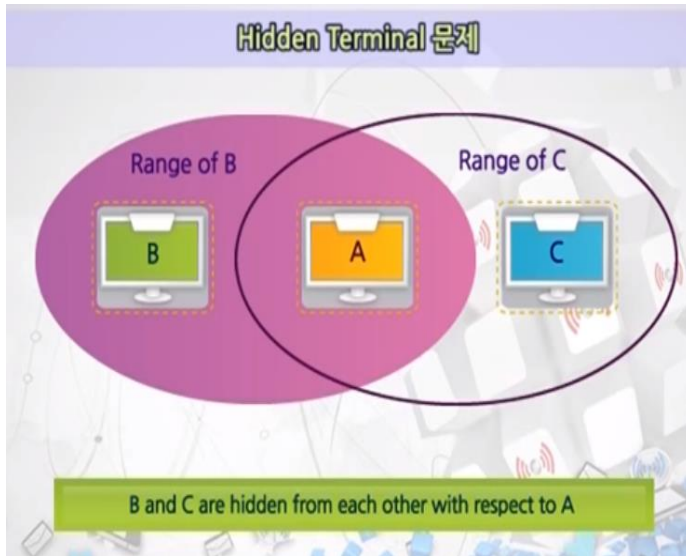 Hidden Terminal 문제
Range of B
Range of C
B
A
C
B and C are hidden from each other with respect to A